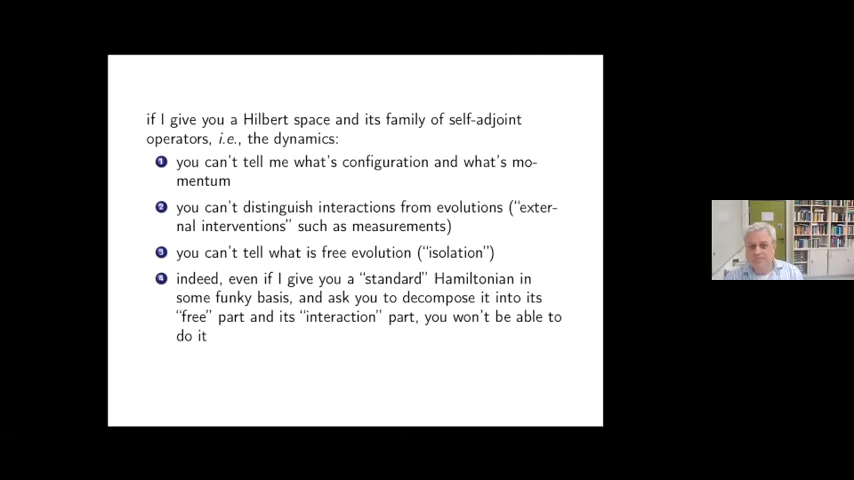 if I give you a Hilbert space and its family of self-adjoint
operators, i.e., the dynamics:
1 you can't tell me what's configuration and what's mo-
mentum
2 you can't distinguish interactions from evolutions (“exter-
nal interventions” such as measurements)
3 you can't tell what is free evolution (“isolation”)
4 indeed, even if I give you a “standard” Hamiltonian in
some funky basis, and ask you to decompose it into its
“free” part and its “interaction” part, you won't be able to
do it